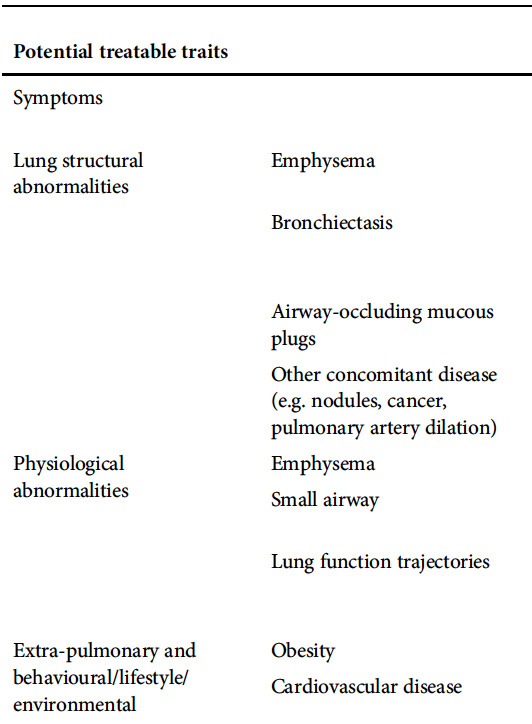 Potential treatable traits
Symptoms
Lung structural
abnormalities
Emphysema
Bronchiectasis
Airway-occluding mucous
plugs
Other concomitant disease
(e.g. nodules, cancer,
pulmonary artery dilation)
Physiological
abnormalities
Emphysema
Small airway
Lung function trajectories
Extra-pulmonary and
behavioural/lifestyle/
environmental
Obesity
Cardiovascular disease